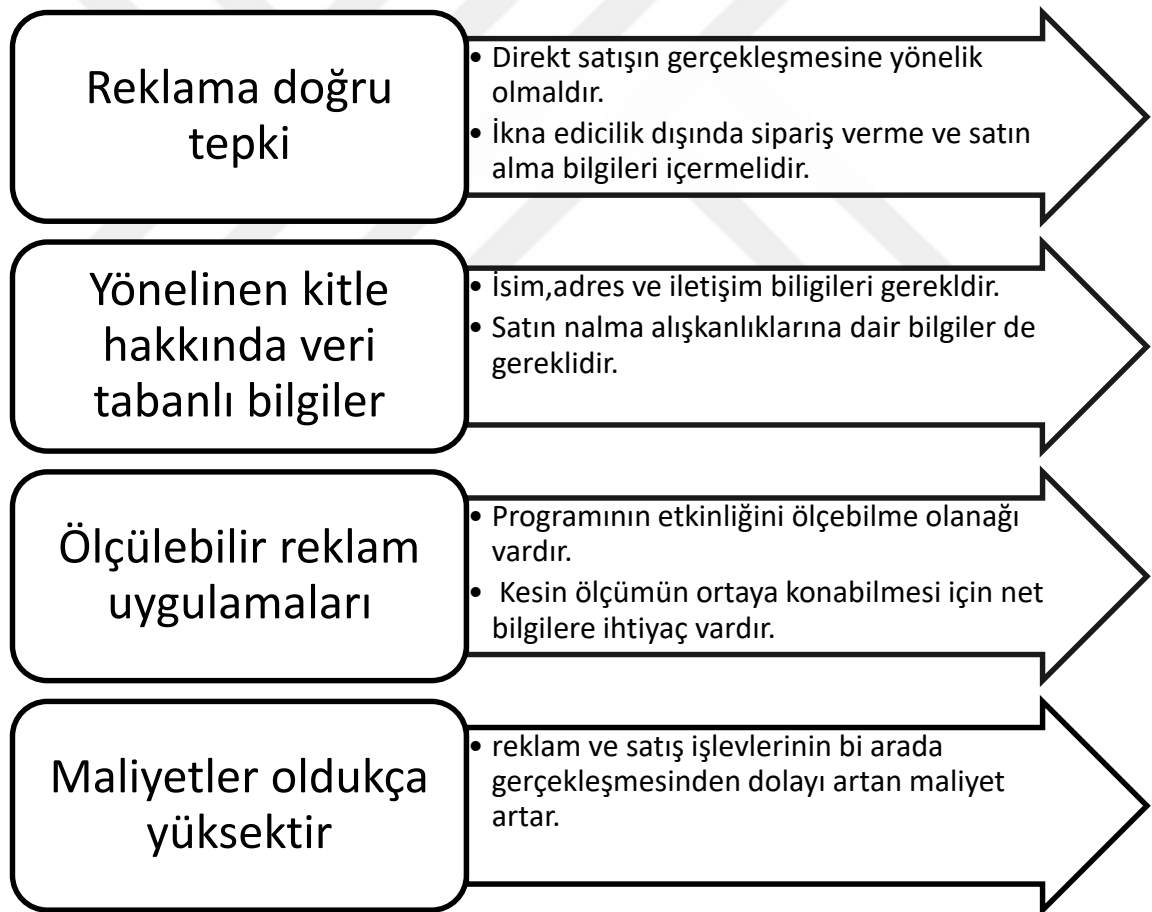 Reklama doğru
tepki
• Direkt satışın gerçekleşmesine yönelik
olmaldır.
• İkna edicilik dışında sipariş verme ve satın
alma bilgileri içermelidir.
Yönelinen kitle
hakkında veri
tabanlı bilgiler
• İsim,adres ve iletişim biligileri gerekldir.
• Satın nalma alışkanlıklarına dair bilgiler de
gereklidir.
Ölçülebilir reklam
uygulamaları
• Programının etkinliğini ölçebilme olanağı
vardır.
• Kesin ölçümün ortaya konabilmesi için net
bilgilere ihtiyaç vardır.
Maliyetler oldukça
yüksektir
• reklam ve satış işlevlerinin bi arada
gerçekleşmesinden dolayı artan maliyet
artar.